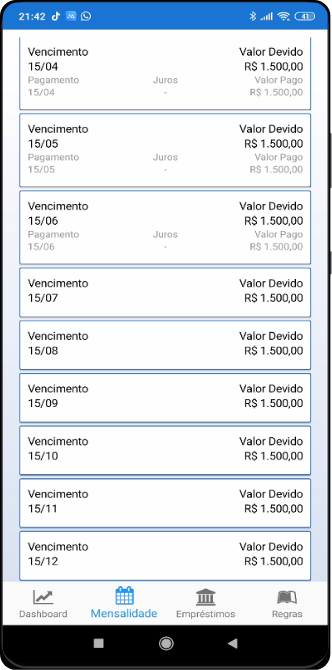 21:42
43
Vencimento Valor Devido
15/04 R$ 1.500,00
Pagamento Juros Valor Pago
15/04 - R$ 1.500,00
Vencimento Valor Devido
15/05 R$ 1.500,00
Pagamento Juros Valor Pago
15/05 - R$ 1.500,00
Vencimento Valor Devido
15/06 R$ 1.500,00
Pagamento Juros Valor Pago
15/06 - R$ 1.500,00
Vencimento Valor Devido
15/07 R$ 1.500,00
Vencimento Valor Devido
15/08 R$ 1.500,00
Vencimento Valor Devido
15/09 R$ 1.500,00
Vencimento Valor Devido
15/10 R$ 1.500,00
Vencimento Valor Devido
15/11 R$ 1.500,00
Vencimento Valor Devido
15/12 R$ 1.500,00
Dashboard Mensalidade Empréstimos Regras